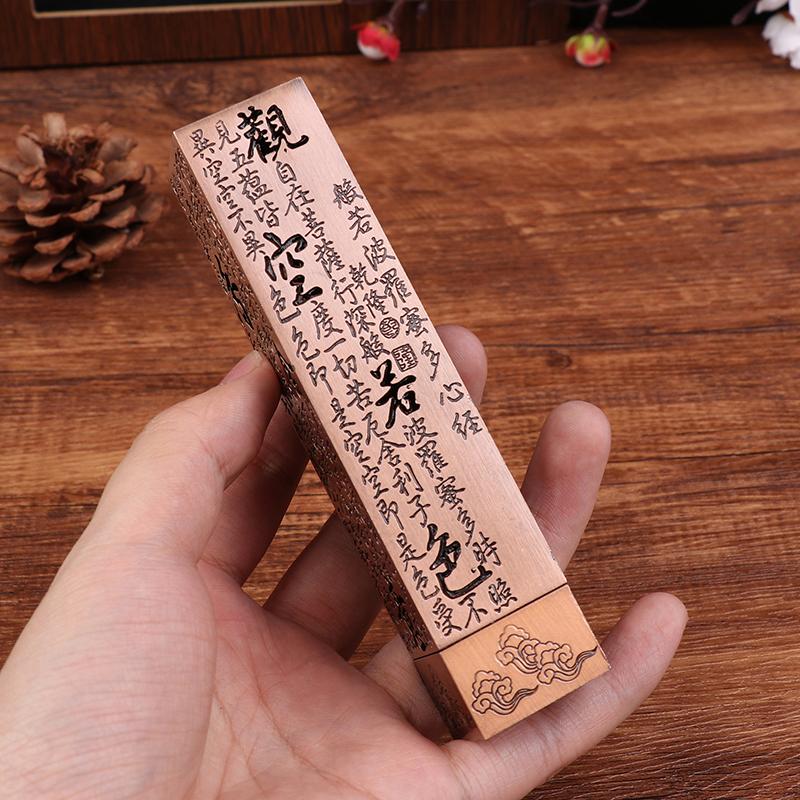 般若波羅蜜多心經
乾隆
觀自在菩薩行深般若波羅蜜多時照
見五蘊皆空度一切苦厄舍利子色不
異空空不異色色即是空空即是色受